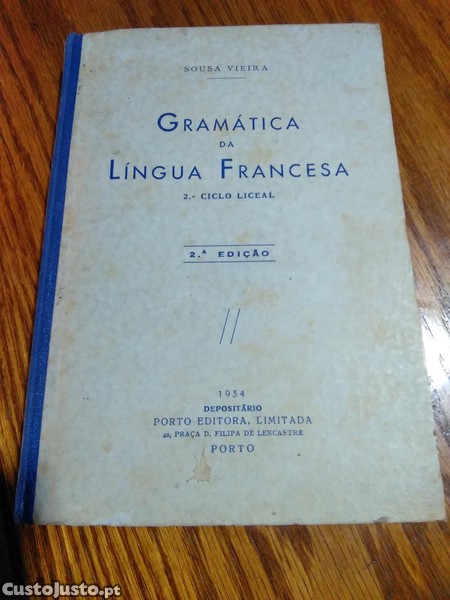 SOUSA VIEIRA
GRAMÁTICA
DA
LÍNGUA FRANCESA
2.º CICLO LICEAL
2.ª EDIÇÃO
1954
DEPOSITÁRIO
PORTO EDITORA, LIMITADA
42, PRAÇA D. FILIPA DE LENCASTRE
PORTO
CustoJusto.pt